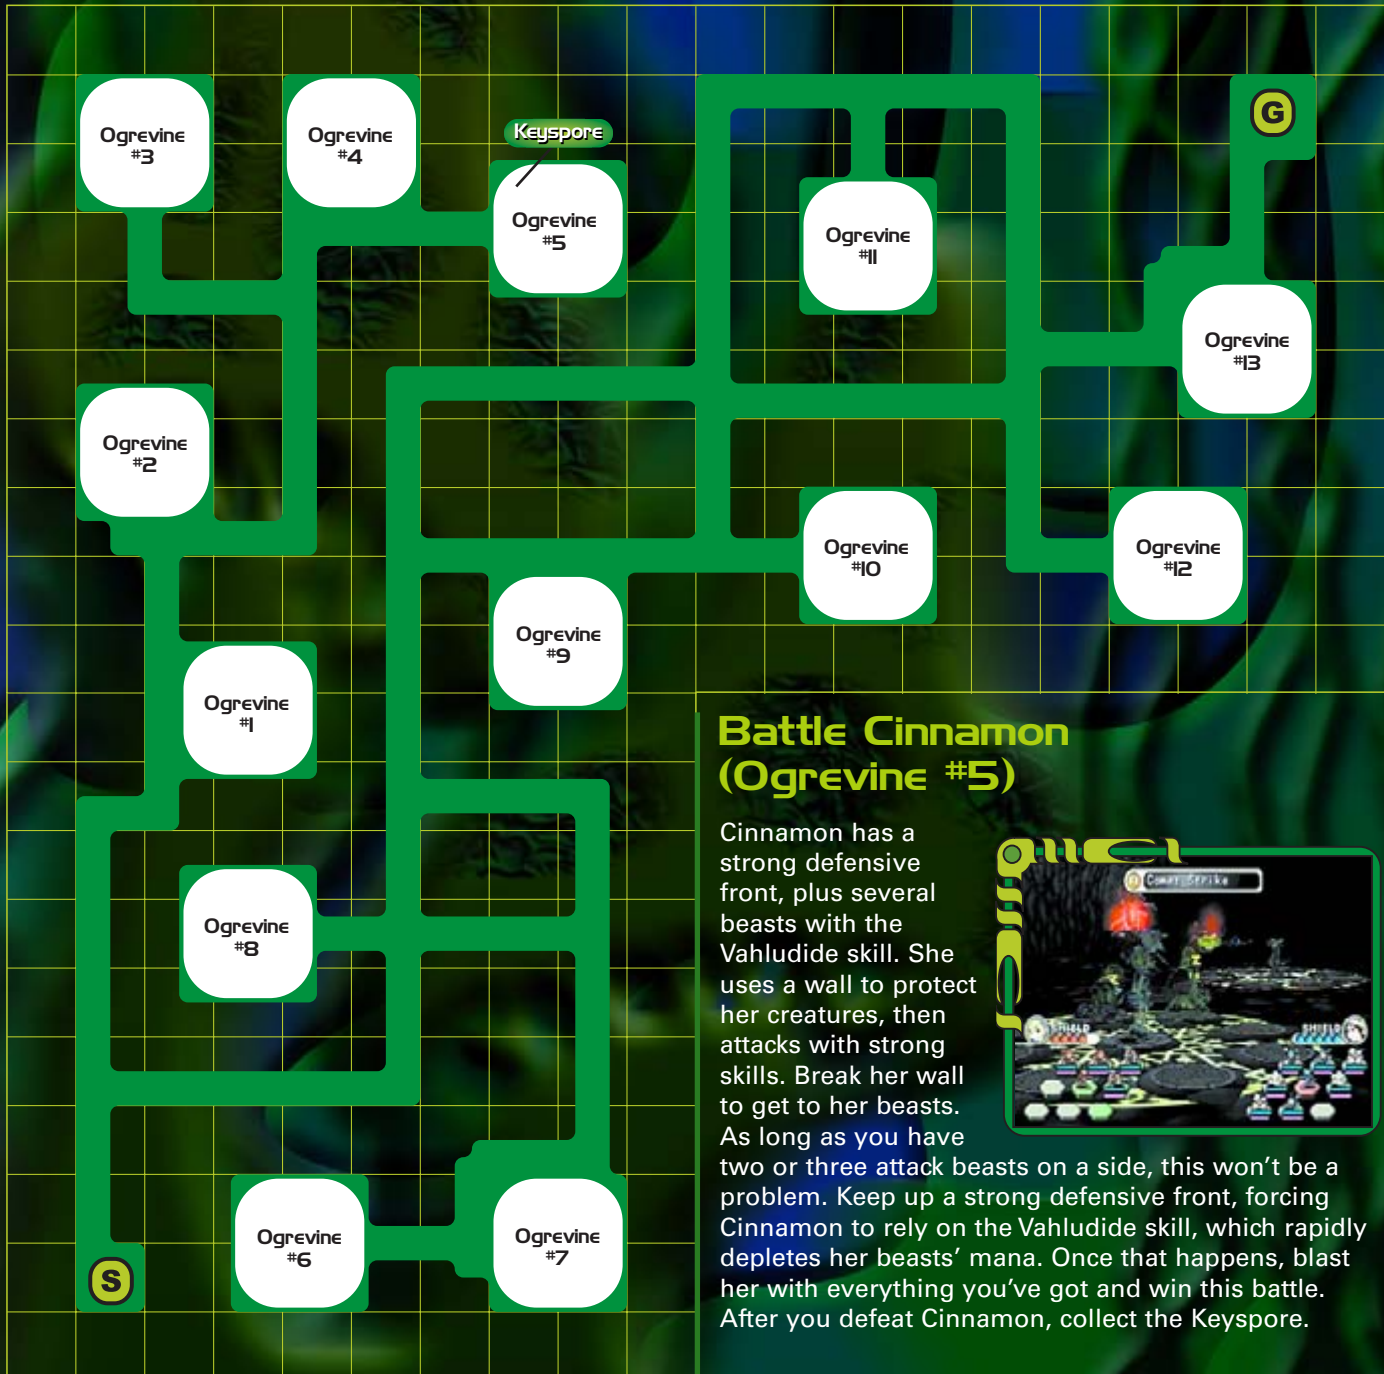 G
Ogrevine
#3
Ogrevine
#4
Keyspore
Ogrevine
#5
Ogrevine
#11
Ogrevine
#13
Ogrevine
#2
Ogrevine
#10
Ogrevine
#12
Ogrevine
#9
Ogrevine
#1
Ogrevine
#8
Ogrevine
#6
Ogrevine
#7
S
Battle Cinnamon
(Ogrevine #5)
Cinnamon has a
strong defensive
front, plus several
beasts with the
Vahludide skill. She
uses a wall to protect
her creatures, then
attacks with strong
skills. Break her wall
to get to her beasts.
As long as you have
two or three attack beasts on a side, this won't be a
problem. Keep up a strong defensive front, forcing
Cinnamon to rely on the Vahludide skill, which rapidly
depletes her beasts' mana. Once that happens, blast
her with everything you've got and win this battle.
After you defeat Cinnamon, collect the Keyspore.
Comet Strike
SHIELD
SHIELD